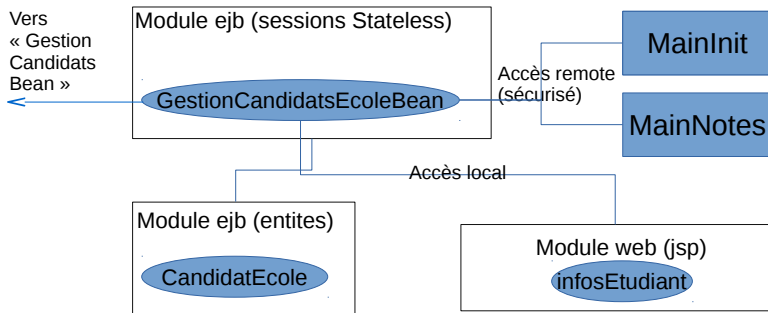 Vers
« Gestion
Candidats
Bean »
Module ejb (sessions Stateless)
GestionCandidatsEcoleBean
Accès remote
(sécurisé)
MainInit
MainNotes
Accès local
Module ejb (entites)
CandidatEcole
Module web (jsp)
infosEtudiant